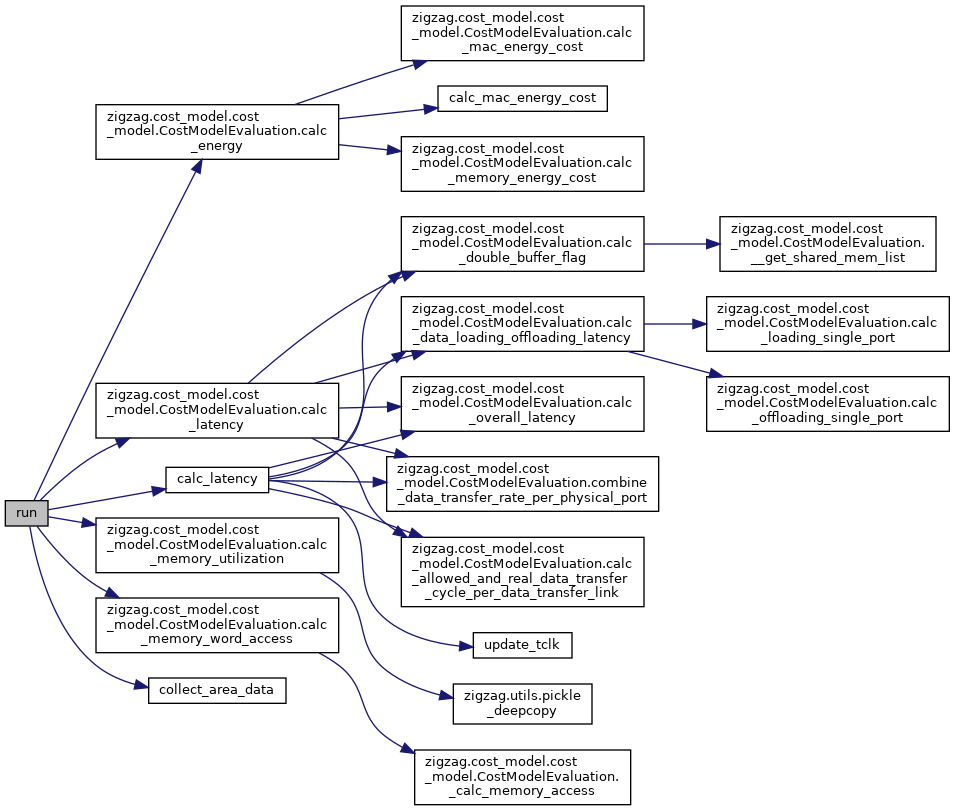 run
zigzag.cost_model.cost
_model.CostModelEvaluation.calc
_energy
zigzag.cost_model.cost
_model.CostModelEvaluation.calc
_latency
calc_latency
zigzag.cost_model.cost
_model.CostModelEvaluation.calc
_memory_utilization
zigzag.cost_model.cost
_model.CostModelEvaluation.calc
_memory_word_access
collect_area_data
zigzag.cost_model.cost
_model.CostModelEvaluation.calc
_mac_energy_cost
calc_mac_energy_cost
zigzag.cost_model.cost
_model.CostModelEvaluation.calc
_memory_energy_cost
zigzag.cost_model.cost
_model.CostModelEvaluation.calc
_double_buffer_flag
zigzag.cost_model.cost
_model.CostModelEvaluation.calc
_data_loading_offloading_latency
zigzag.cost_model.cost
_model.CostModelEvaluation.calc
_overall_latency
zigzag.cost_model.cost
_model.CostModelEvaluation.combine
_data_transfer_rate_per_physical_port
zigzag.cost_model.cost
_model.CostModelEvaluation.calc
_allowed_and_real_data_transfer
_cycle_per_data_transfer_link
update_tclk
zigzag.utils.pickle
_deepcopy
zigzag.cost_model.cost
_model.CostModelEvaluation.
_calc_memory_access
zigzag.cost_model.cost
_model.CostModelEvaluation.
__get_shared_mem_list
zigzag.cost_model.cost
_model.CostModelEvaluation.calc
_loading_single_port
zigzag.cost_model.cost
_model.CostModelEvaluation.calc
_offloading_single_port